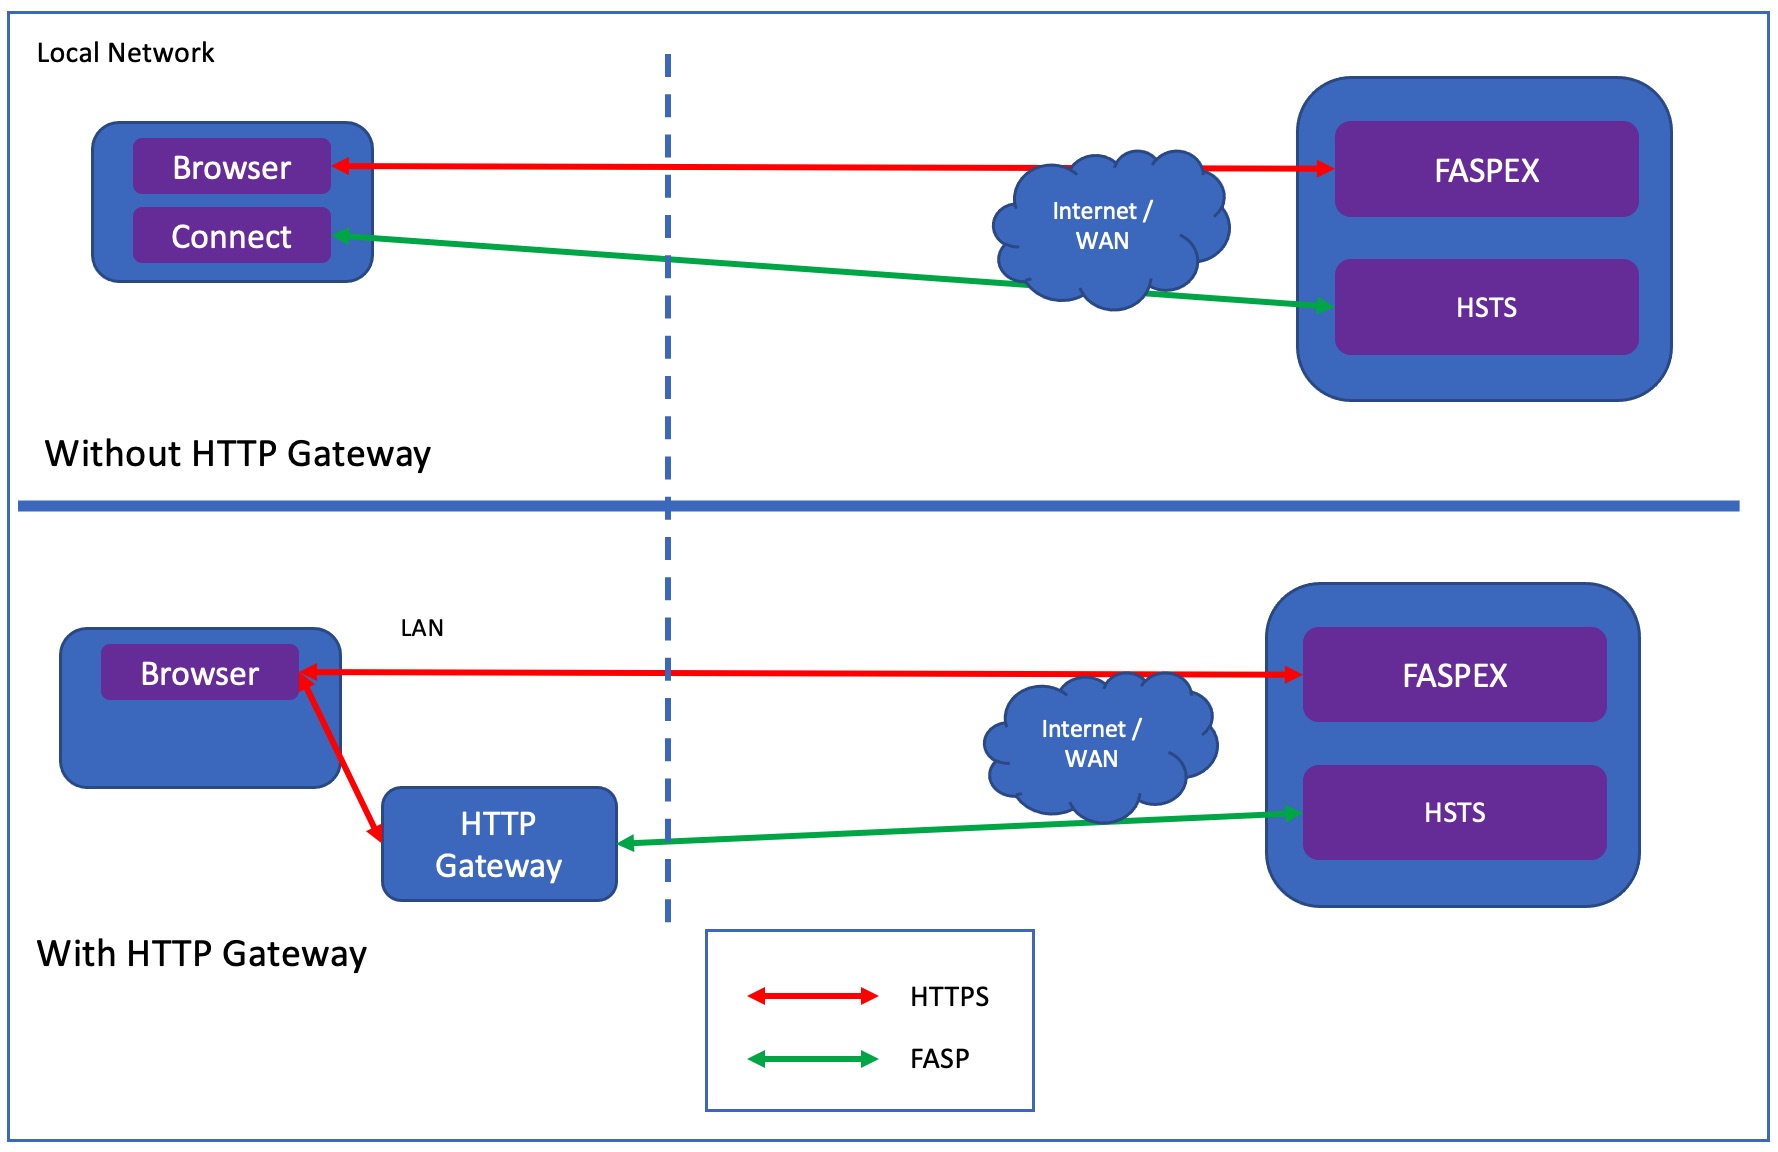 Local Network
Browser
Connect
Internet /
WAN
FASPEX
HSTS
Without HTTP Gateway
LAN
Browser
HTTP
Gateway
Internet /
WAN
FASPEX
HSTS
With HTTP Gateway
HTTPS
FASP